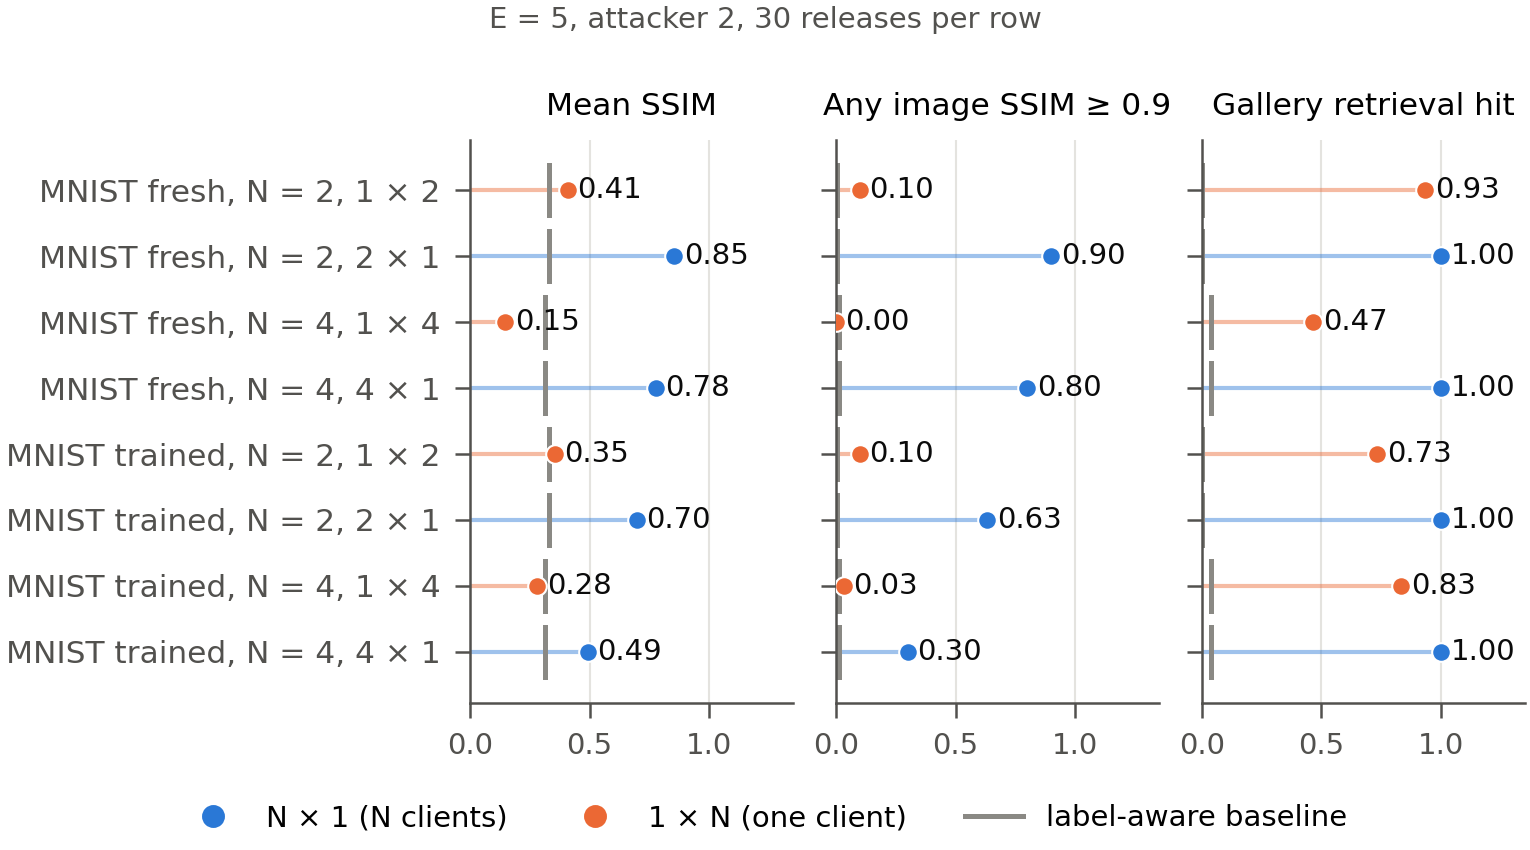 E = 5, attacker 2, 30 releases per row
Mean SSIM
Any image SSIM ≥ 0.9
Gallery retrieval hit
MNIST fresh, N = 2, 1 × 2 0.41 0.10 0.93
MNIST fresh, N = 2, 2 × 1 0.85 0.90 1.00
MNIST fresh, N = 4, 1 × 4 0.15 0.00 0.47
MNIST fresh, N = 4, 4 × 1 0.78 0.80 1.00
MNIST trained, N = 2, 1 × 2 0.35 0.10 0.73
MNIST trained, N = 2, 2 × 1 0.70 0.63 1.00
MNIST trained, N = 4, 1 × 4 0.28 0.03 0.83
MNIST trained, N = 4, 4 × 1 0.49 0.30 1.00
0.0 0.5 1.0 0.0 0.5 1.0 0.0 0.5 1.0
N × 1 (N clients) 1 × N (one client) label-aware baseline